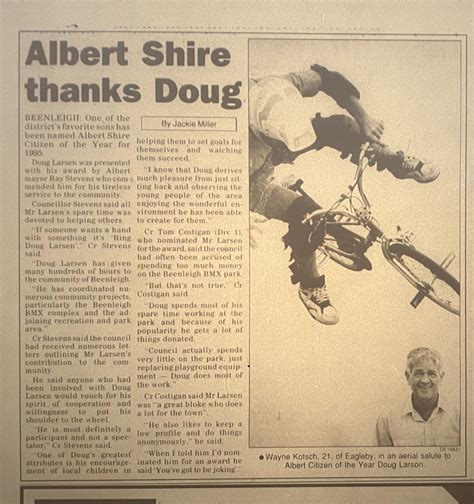 Albert Shire
thanks Doug
BEENLEIGH: One of the
district's favorite sons has
been named Albert Shire
Citizen of the Year for
1995.
Doug Larsen was presented
with his award by Albert
mayor Ray Stevens who com-
mended him for his tireless
service to the community.
Councillor Stevens said all
Mr Larsen's spare time was
devoted to helping others.
"If someone wants a hand
with something it's 'Ring
Doug Larsen'," Cr Stevens
said.
"Doug Larsen has given
many hundreds of hours to
the community of Beenleigh.
"He has coordinated nu-
merous community projects,
particularly the Beenleigh
BMX complex and the ad-
joining recreation and park
area."
Cr Stevens said the council
had received numerous let-
ters outlining Mr Larsen's
contribution to the com-
munity.
He said anyone who had
been involved with Doug
Larsen would vouch for his
spirit of cooperation and
willingness to put his
shoulder to the wheel.
"He is most definitely a
participant and not a spec-
tator," Cr Stevens said.
"One of Doug's greatest
attributes is his encourage-
ment of local children in
By Jackie Miller
helping them to set goals for
themselves and watching
them succeed.
"I know that Doug derives
much pleasure from just sit-
ting back and observing the
young people of the area
enjoying the wonderful en-
vironment he has been able
to create for them."
Cr Tom Costigan (Div 1),
who nominated Mr Larsen
for the award, said the council
had often been accused of
spending too much money
on the Beenleigh BMX park.
"But that's not true," Cr
Costigan said.
"Doug spends most of his
spare time working at the
park and because of his
popularity he gets a lot of
things donated.
"Council actually spends
very little on the park, just
replacing playground equip-
ment — Doug does most of
the work."
Cr Costigan said Mr Larsen
was "a great bloke who does
a lot for the town".
"He also likes to keep a
low profile and do things
anonymously," he said.
"When I told him I'd nom-
inated him for an award he
said 'You've got to be joking'."
● Wayne Kotsch, 21, of Eagleby, in an aerial salute to
Albert Citizen of the Year Doug Larsen.